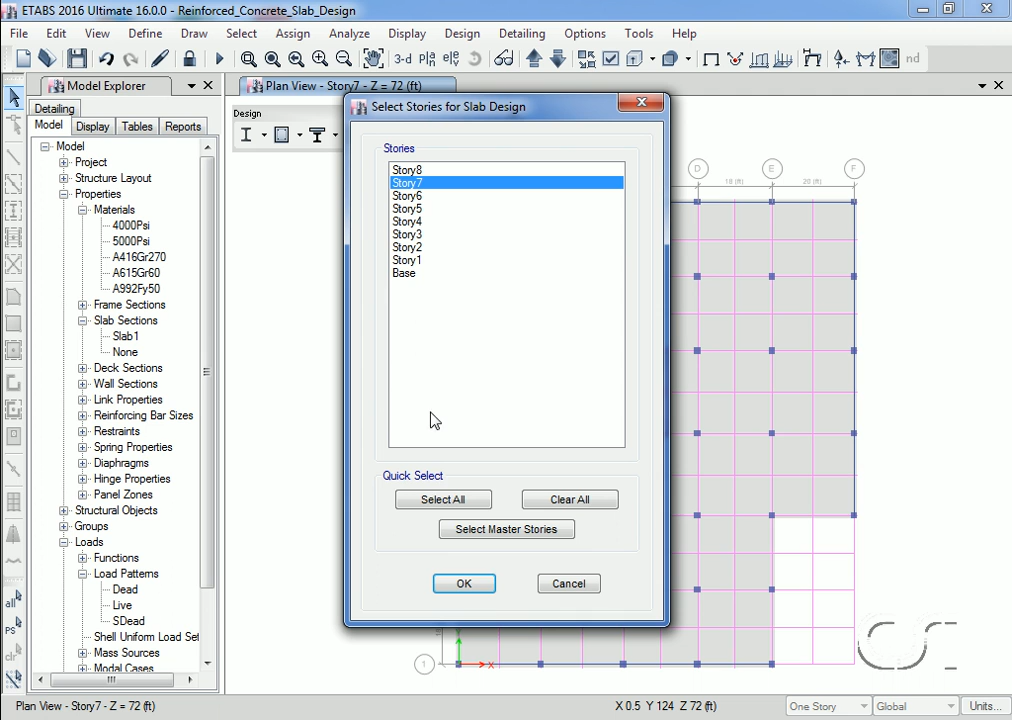 ETABS 2016 Ultimate 16.0.0 - Reinforced_Concrete_Slab_Design
File Edit View Define Draw Select Assign Analyze Display Design Detailing Options Tools Help
3-d nd
Model Explorer
Plan View - Story7 - Z = 72 (ft)
Detailing
Model Display Tables Reports
Model
Project
Structure Layout
Properties
Materials
4000Psi
5000Psi
A416Gr270
A615Gr60
A992Fy50
Frame Sections
Slab Sections
Slab1
None
Deck Sections
Wall Sections
Link Properties
Reinforcing Bar Sizes
Restraints
Spring Properties
Diaphragms
Hinge Properties
Panel Zones
Structural Objects
Groups
Loads
Functions
Load Patterns
Dead
Live
SDead
Shell Uniform Load Set
Mass Sources
Modal Cases
all
PS
clr
Design
Select Stories for Slab Design
Stories
Story8
Story7
Story6
Story5
Story4
Story3
Story2
Story1
Base
Quick Select
Select All Clear All
Select Master Stories
OK Cancel
D E F
18 (ft) 20 (ft)
1 Y X
CSI
Plan View - Story7 - Z = 72 (ft) X 0.5 Y 124 Z 72 (ft) One Story Global Units...